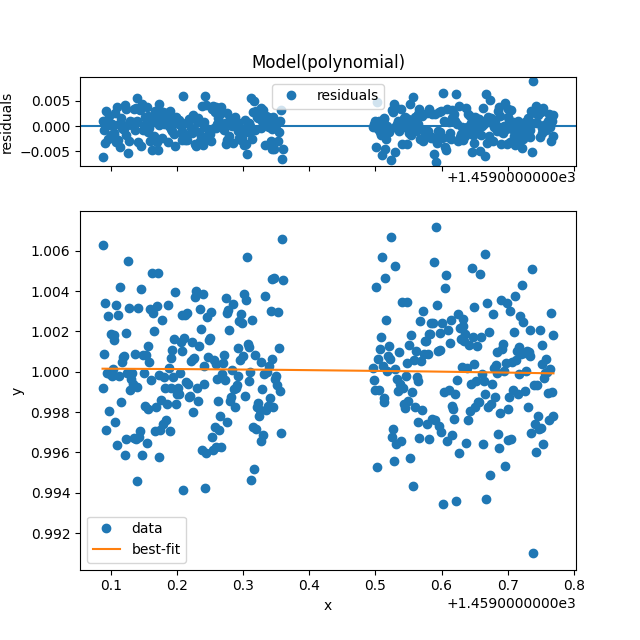 Model(polynomial)
residuals
0.005
0.000
−0.005
residuals
+1.4590000000e3
1.006
1.004
1.002
1.000
0.998
0.996
0.994
0.992
y
data
best-fit
0.1 0.2 0.3 0.4 0.5 0.6 0.7 0.8
x
+1.4590000000e3